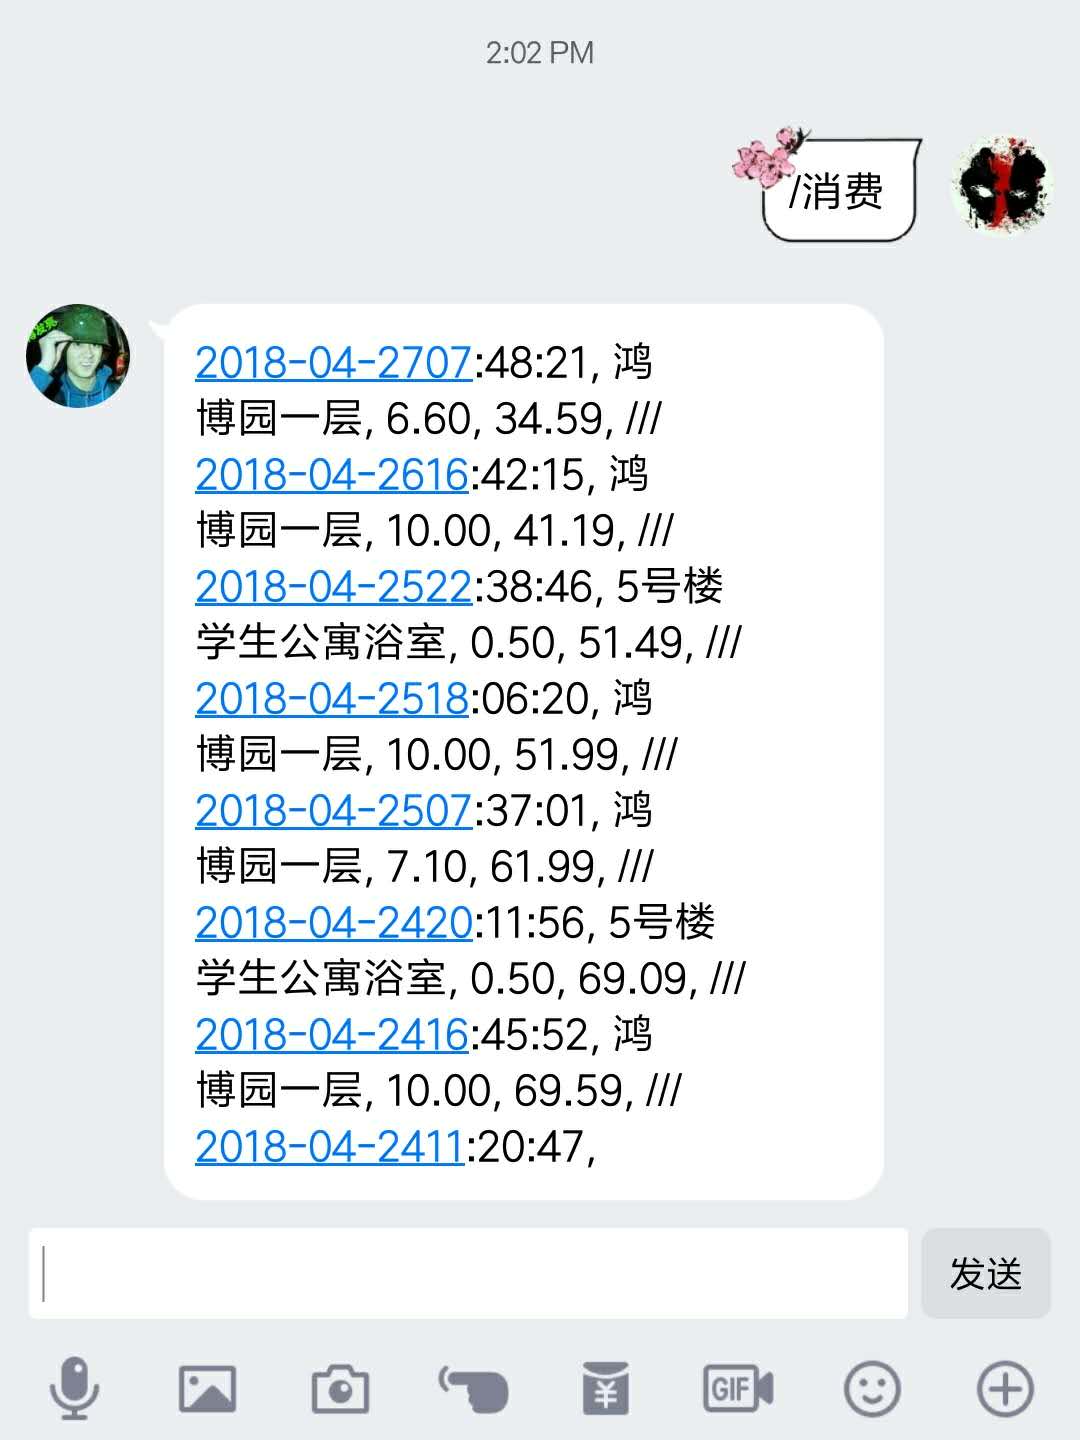 2:02 PM
/消费
2018-04-2707:48:21, 鸿
博园一层, 6.60, 34.59, ///
2018-04-2616:42:15, 鸿
博园一层, 10.00, 41.19, ///
2018-04-2522:38:46, 5号楼
学生公寓浴室, 0.50, 51.49, ///
2018-04-2518:06:20, 鸿
博园一层, 10.00, 51.99, ///
2018-04-2507:37:01, 鸿
博园一层, 7.10, 61.99, ///
2018-04-2420:11:56, 5号楼
学生公寓浴室, 0.50, 69.09, ///
2018-04-2416:45:52, 鸿
博园一层, 10.00, 69.59, ///
2018-04-2411:20:47,
发送
GIF